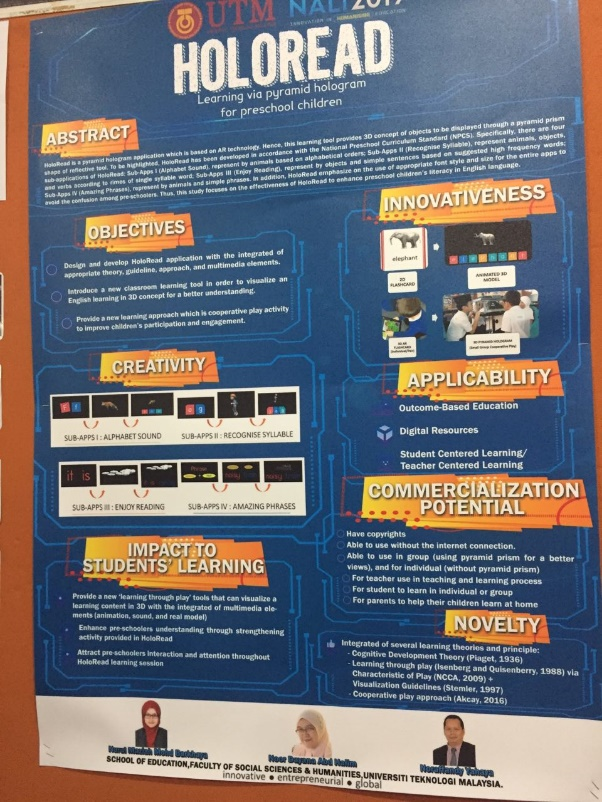 UTM
NALI 2019
HOLOREAD
Learning via pyramid hologram
for preschool children
ABSTRACT
HoloRead is a pyramid hologram application which is based on AR technology. Hence, this learning tool provides 3D concept of objects to be displayed through a pyramid prism
shape of reflective tool. To be highlighted, HoloRead has been developed in accordance with the National Preschool Curriculum Standard (NPCS). Specifically, there are four
sub-applications of HoloRead: Sub-Apps I (Alphabet Sound), represent by animals based on alphabetical orders; Sub-Apps II (Recognise Syllable), represent animals, objects,
and verbs according to rimes of single syllable word; Sub-Apps III (Enjoy Reading), represent by objects and simple sentences based on suggested high frequency words;
Sub-Apps IV (Amazing Phrases), represent by animals and simple phrases. In addition, HoloRead emphasize on the use of appropriate font style and size for the entire apps to
avoid the confusion among pre-schoolers. Thus, this study focuses on the effectiveness of HoloRead to enhance preschool children's literacy in English language.
OBJECTIVES
Design and develop HoloRead application with the integrated of
appropriate theory, guideline, approach, and multimedia elements.
Introduce a new classroom learning tool in order to visualize an
English learning in 3D concept for a better understanding.
Provide a new learning approach which is cooperative play activity
to improve children's participation and engagement.
INNOVATIVENESS
elephant
2D
FLASHCARD
ANIMATED 3D
MODEL
3D PYRAMID HOLOGRAM
(Small Group Cooperative Play)
CREATIVITY
SUB-APPS I : ALPHABET SOUND
SUB-APPS II : RECOGNISE SYLLABLE
it is
SUB-APPS III : ENJOY READING
SUB-APPS IV : AMAZING PHRASES
APPLICABILITY
Outcome-Based Education
Digital Resources
Student Centered Learning/
Teacher Centered Learning
COMMERCIALIZATION
POTENTIAL
Have copyrights
Able to use without the internet connection.
Able to use in group (using pyramid prism for a better
views), and for individual (without pyramid prism)
For teacher use in teaching and learning process
For student to learn in individual or group
For parents to help their children learn at home
IMPACT TO
STUDENTS' LEARNING
Provide a new 'learning through play' tools that can visualize a
learning content in 3D with the integrated of multimedia ele-
ments (animation, sound, and real model)
Enhance pre-schoolers understanding through strengthening
activity provided in HoloRead
Attract pre-schoolers interaction and attention throughout
HoloRead learning session
NOVELTY
Integrated of several learning theories and principle:
- Cognitive Development Theory (Piaget, 1936)
- Learning through play (Isenberg and Quisenberry, 1988) via
Characteristic of Play (NCCA, 2009) +
Visualization Guidelines (Stemler, 1997)
- Cooperative play approach (Akcay, 2016)
Noor Dayana Abd Halim
SCHOOL OF EDUCATION,FACULTY OF SOCIAL SCIENCES & HUMANITIES,UNIVERSITI TEKNOLOGI MALAYSIA.
innovative ● entrepreneurial ● global